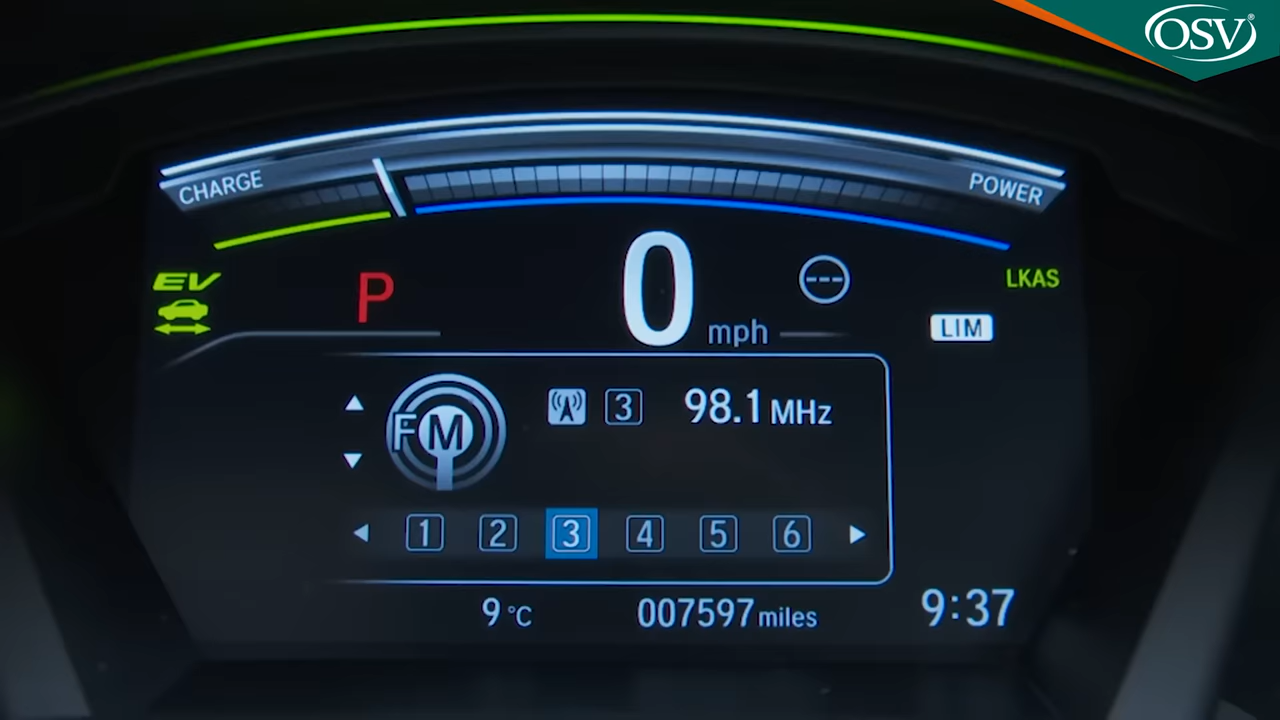 OSV®
CHARGE
POWER
EV
P
0 mph
---
LKAS
LIM
FM
3 98.1 MHz
1 2 3 4 5 6
9 °C 007597 miles 9:37